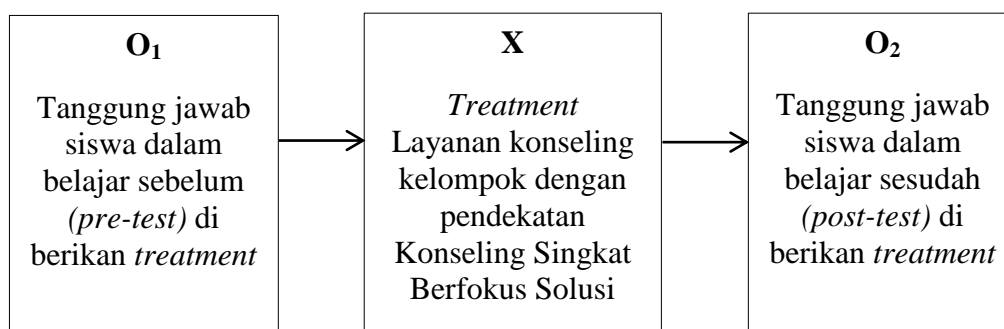 O₁
Tanggung jawab
siswa dalam
belajar sebelum
(pre-test) di
berikan treatment
X
Treatment
Layanan konseling
kelompok dengan
pendekatan
Konseling Singkat
Berfokus Solusi
O₂
Tanggung jawab
siswa dalam
belajar sesudah
(post-test) di
berikan treatment